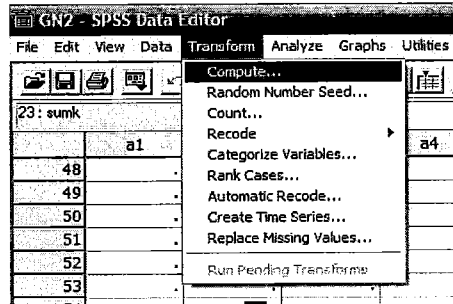 GN2 - SPSS Data Editor
File Edit View Data Transform Analyze Graphs Utilities
Compute...
Random Number Seed...
23 : sumk
Count...
Recode
a1 a4
Categorize Variables...
48
Rank Cases...
49
Automatic Recode...
50
Create Time Series...
51
Replace Missing Values...
52
Run Pending Transforms
53